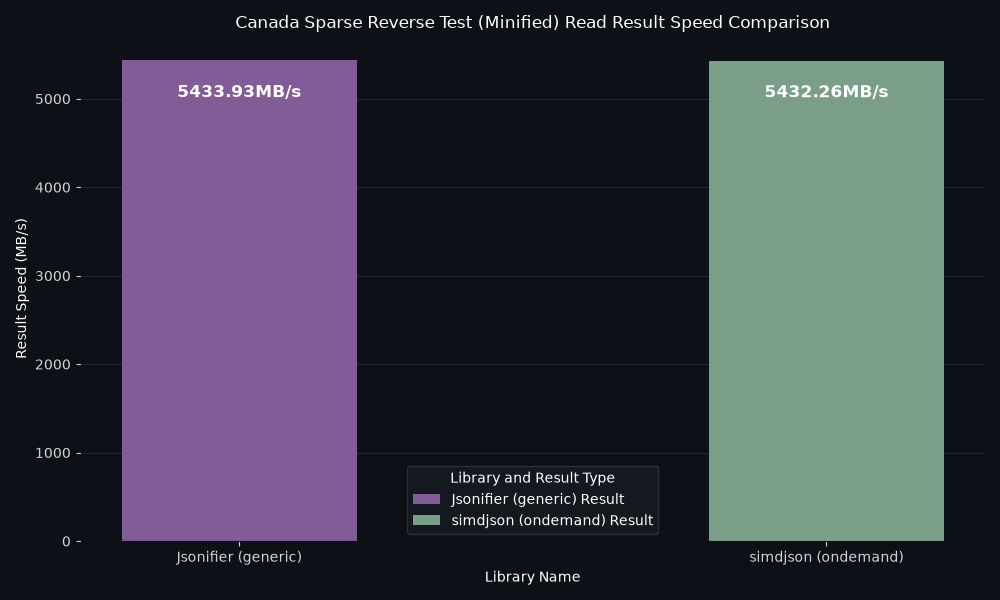 Canada Sparse Reverse Test (Minified) Read Result Speed Comparison
5433.93MB/s
5432.26MB/s
5000
4000
3000
2000
1000
0
Result Speed (MB/s)
Library and Result Type
Jsonifier (generic) Result
simdjson (ondemand) Result
Jsonifier (generic)
simdjson (ondemand)
Library Name